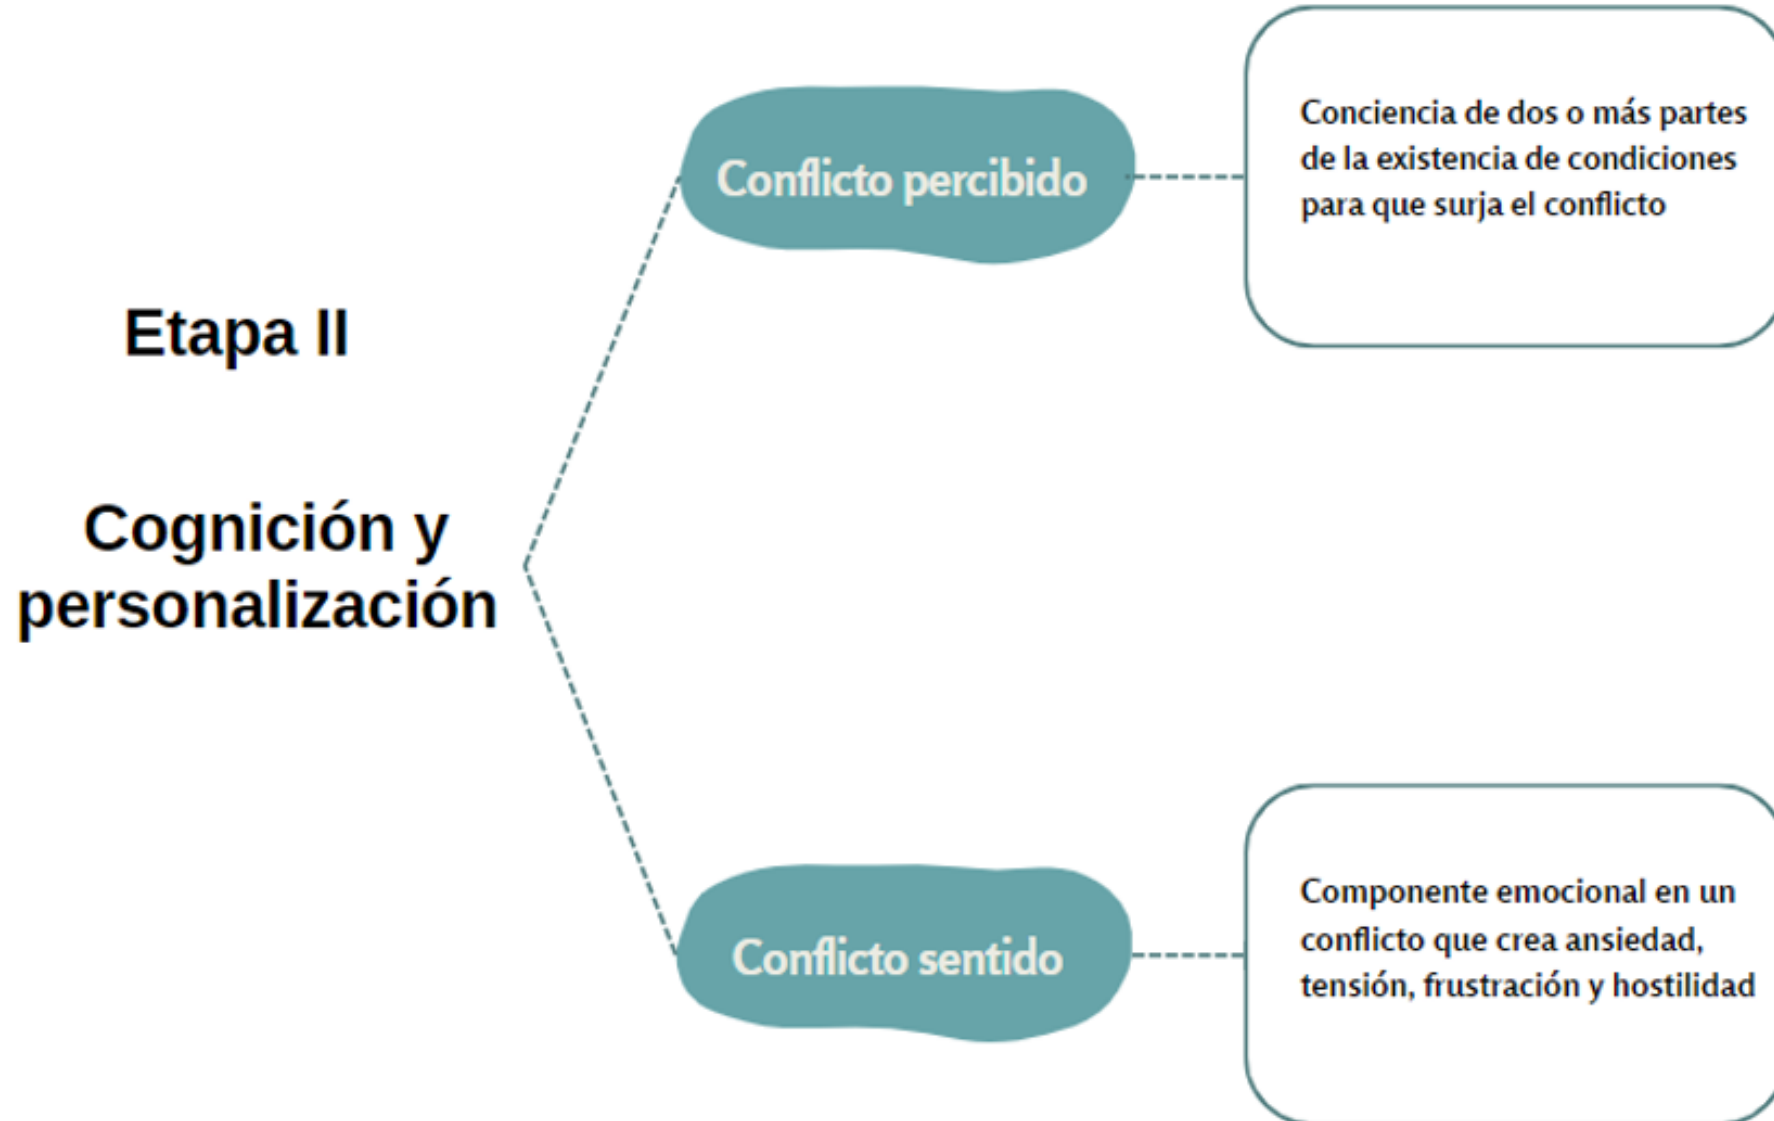 Etapa II
Cognición y
personalización
Conflicto percibido
Conciencia de dos o más partes
de la existencia de condiciones
para que surja el conflicto
Conflicto sentido
Componente emocional en un
conflicto que crea ansiedad,
tensión, frustración y hostilidad